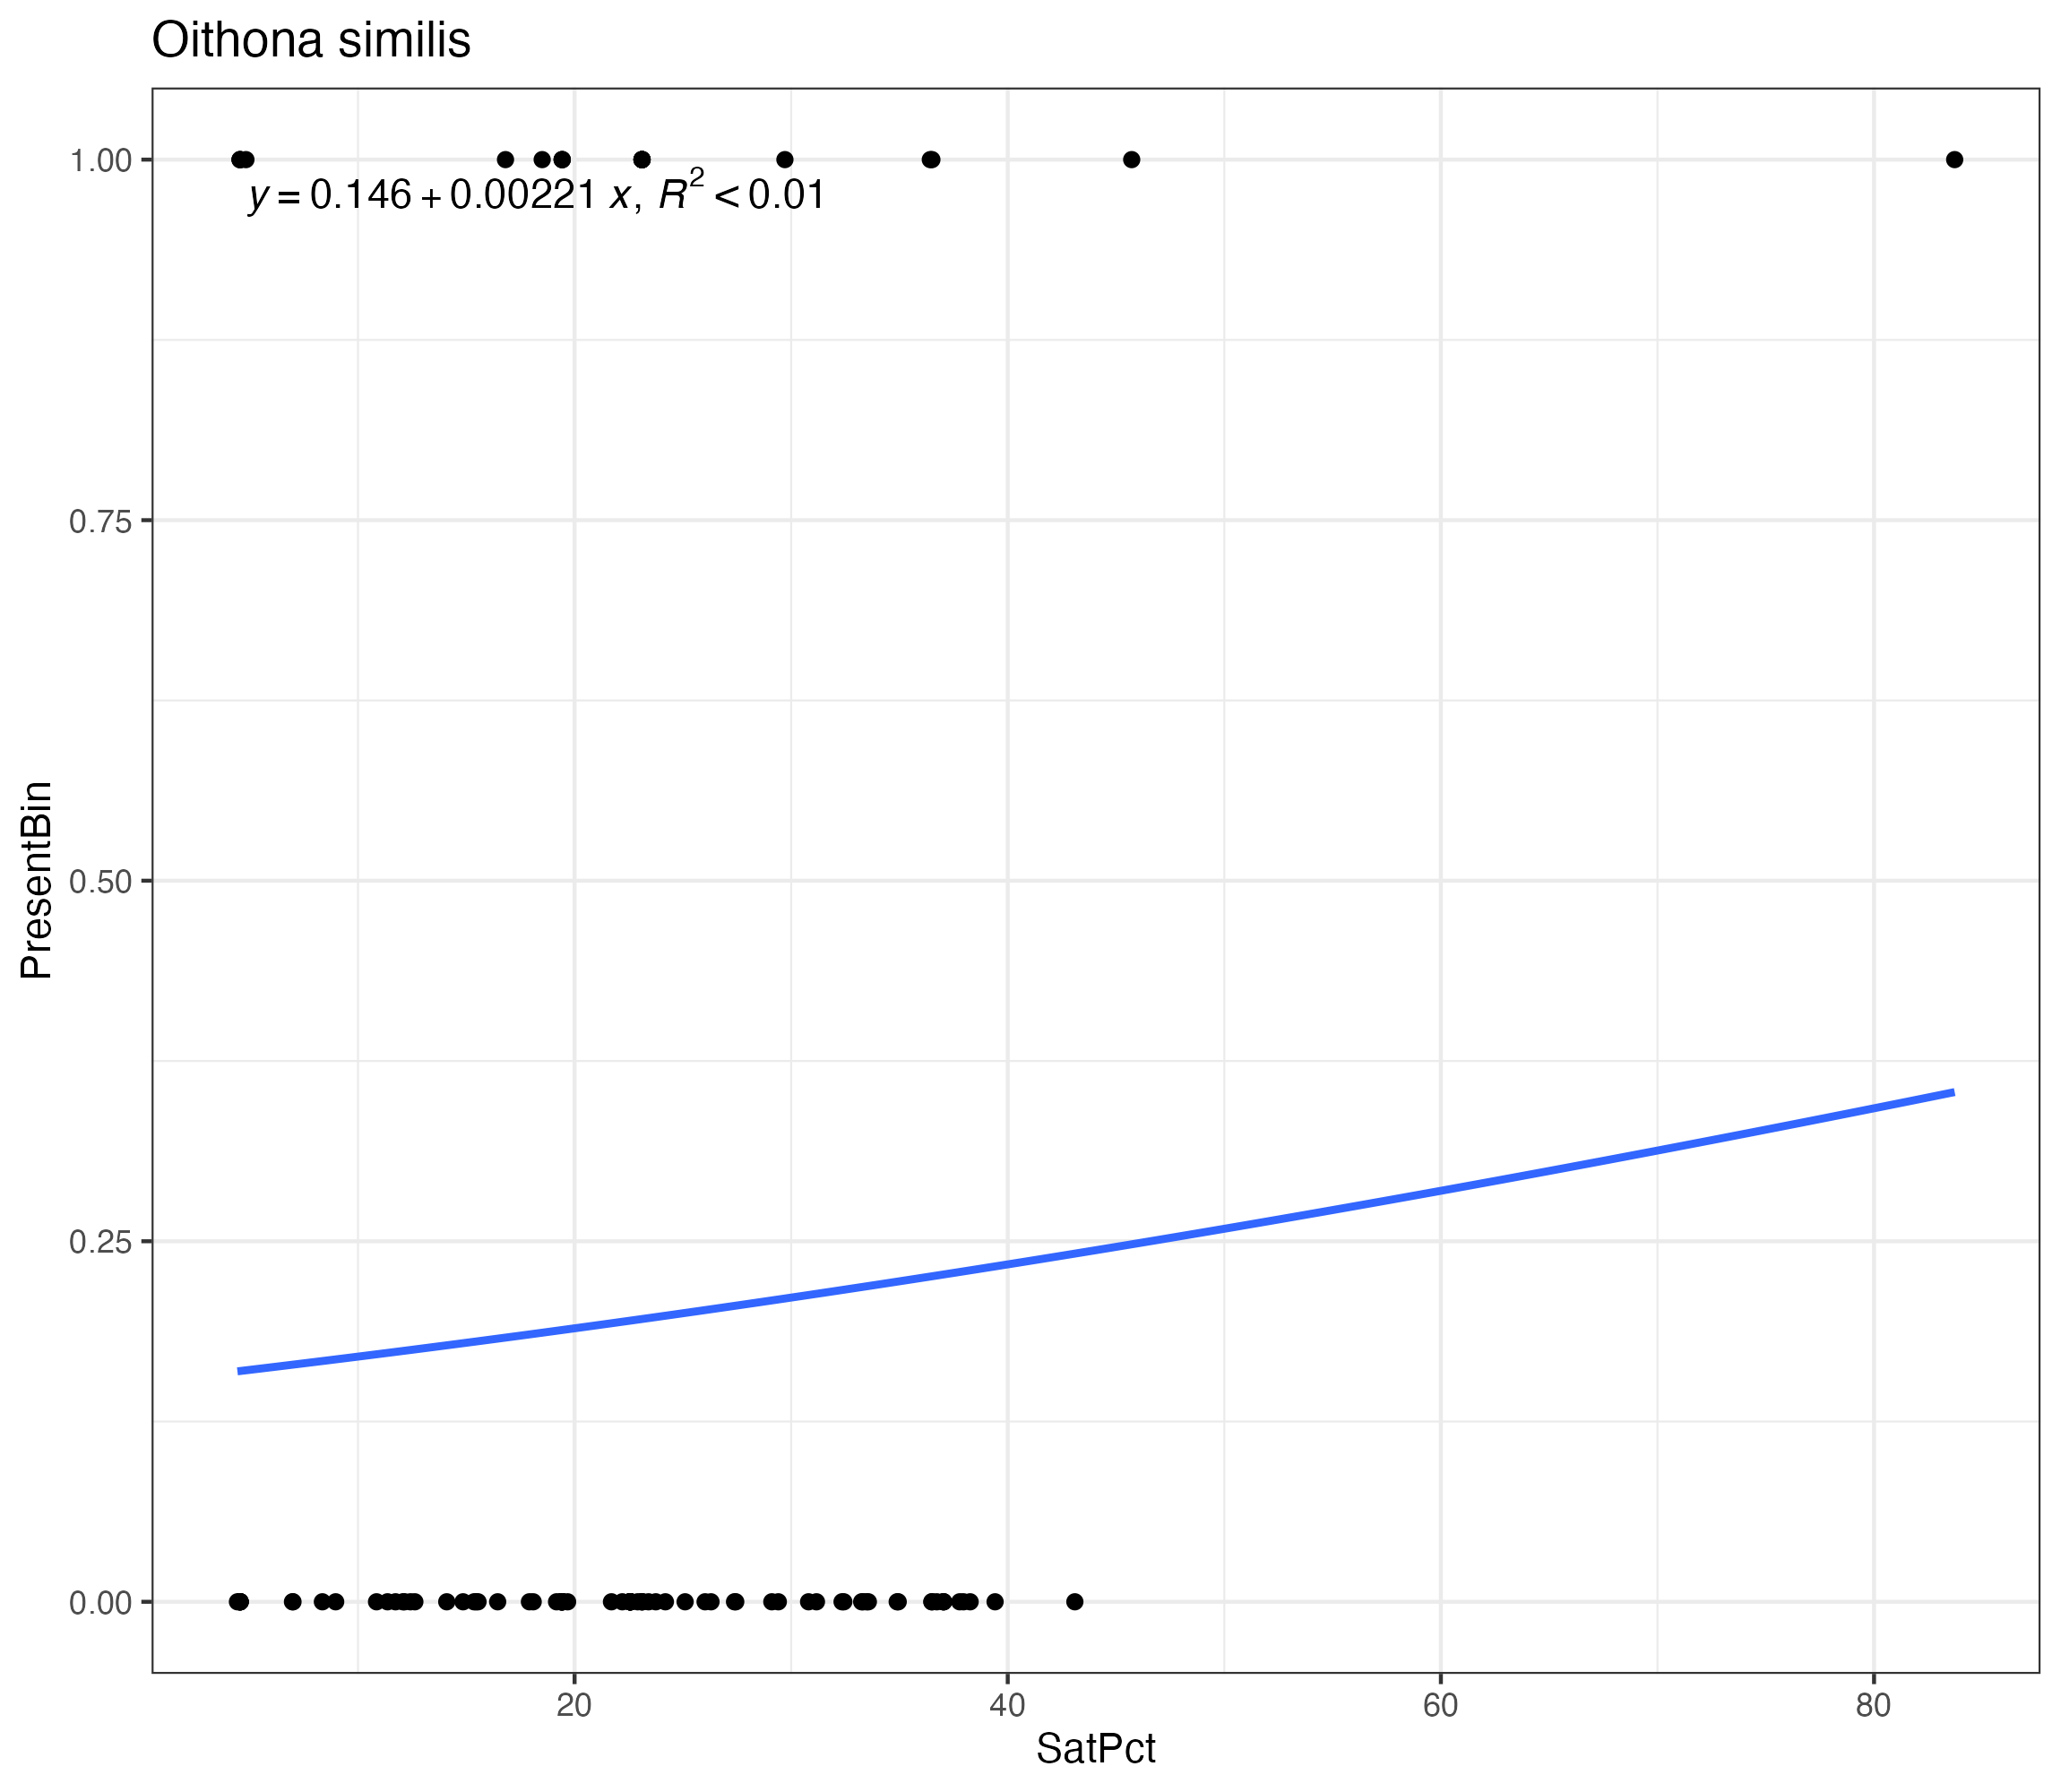 Oithona similis
1.00
y = 0.146 + 0.00221 x, R² < 0.01
0.75
PresentBin
0.50
0.25
0.00
20 40 60 80
SatPct